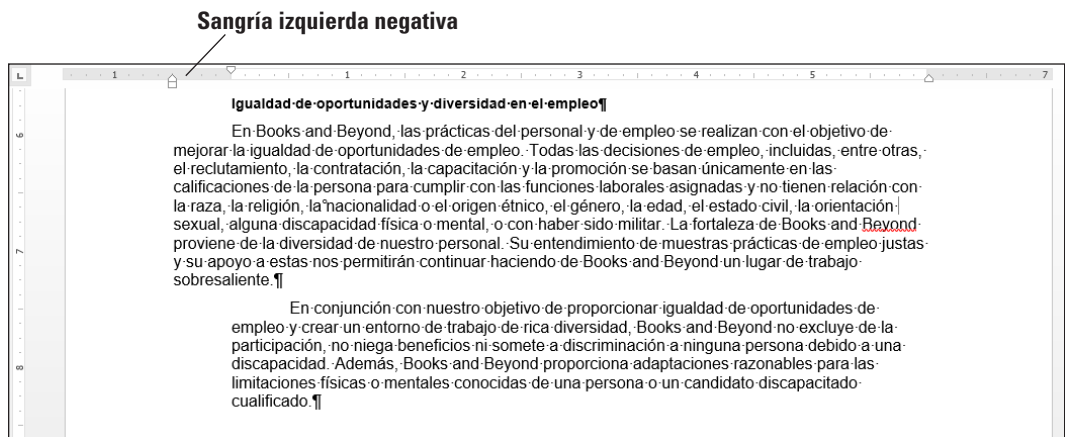 Sangría izquierda negativa
L 1 1 2 3 4 5 7
Igualdad·de·oportunidades·y·diversidad·en·el·empleo¶
En·Books·and·Beyond,·las·prácticas·del·personal·y·de·empleo·se·realizan·con·el·objetivo·de·
mejorar·la·igualdad·de·oportunidades·de·empleo.·Todas·las·decisiones·de·empleo,·incluidas,·entre·otras,·
el·reclutamiento,·la·contratación,·la·capacitación·y·la·promoción·se·basan·únicamente·en·las·
calificaciones·de·la·persona·para·cumplir·con·las·funciones·laborales·asignadas·y·no·tienen·relación·con·
la·raza,·la·religión,·la°nacionalidad·o·el·origen·étnico,·el·género,·la·edad,·el·estado·civil,·la·orientación·
sexual,·alguna·discapacidad·física·o·mental,·o·con·haber·sido·militar.·La·fortaleza·de·Books·and·Beyond·
proviene·de·la·diversidad·de·nuestro·personal.·Su·entendimiento·de·muestras·prácticas·de·empleo·justas·
y·su·apoyo·a·estas·nos·permitirán·continuar·haciendo·de·Books·and·Beyond·un·lugar·de·trabajo·
sobresaliente.¶
En·conjunción·con·nuestro·objetivo·de·proporcionar·igualdad·de·oportunidades·de·
empleo·y·crear·un·entorno·de·trabajo·de·rica·diversidad,·Books·and·Beyond·no·excluye·de·la·
participación,·no·niega·beneficios·ni·somete·a·discriminación·a·ninguna·persona·debido·a·una·
discapacidad.·Además,·Books·and·Beyond·proporciona·adaptaciones·razonables·para·las·
limitaciones·físicas·o·mentales·conocidas·de·una·persona·o·un·candidato·discapacitado·
cualificado.¶
6
7
8